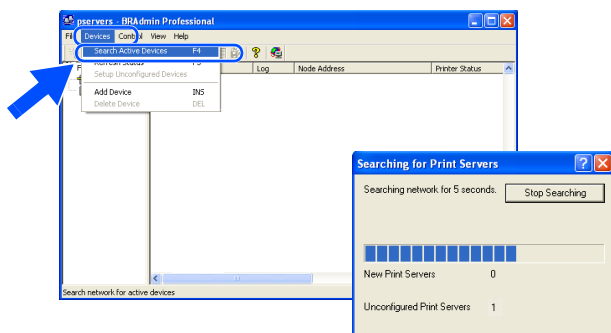 pservers - BRAdmin Professional
Devices Control View Help
Search Active Devices F4
Refresh Status F5
Setup Unconfigured Devices
Add Device INS
Delete Device DEL
Log Node Address Printer Status
Search network for active devices
Searching for Print Servers
Searching network for 5 seconds.
Stop Searching
New Print Servers 0
Unconfigured Print Servers 1